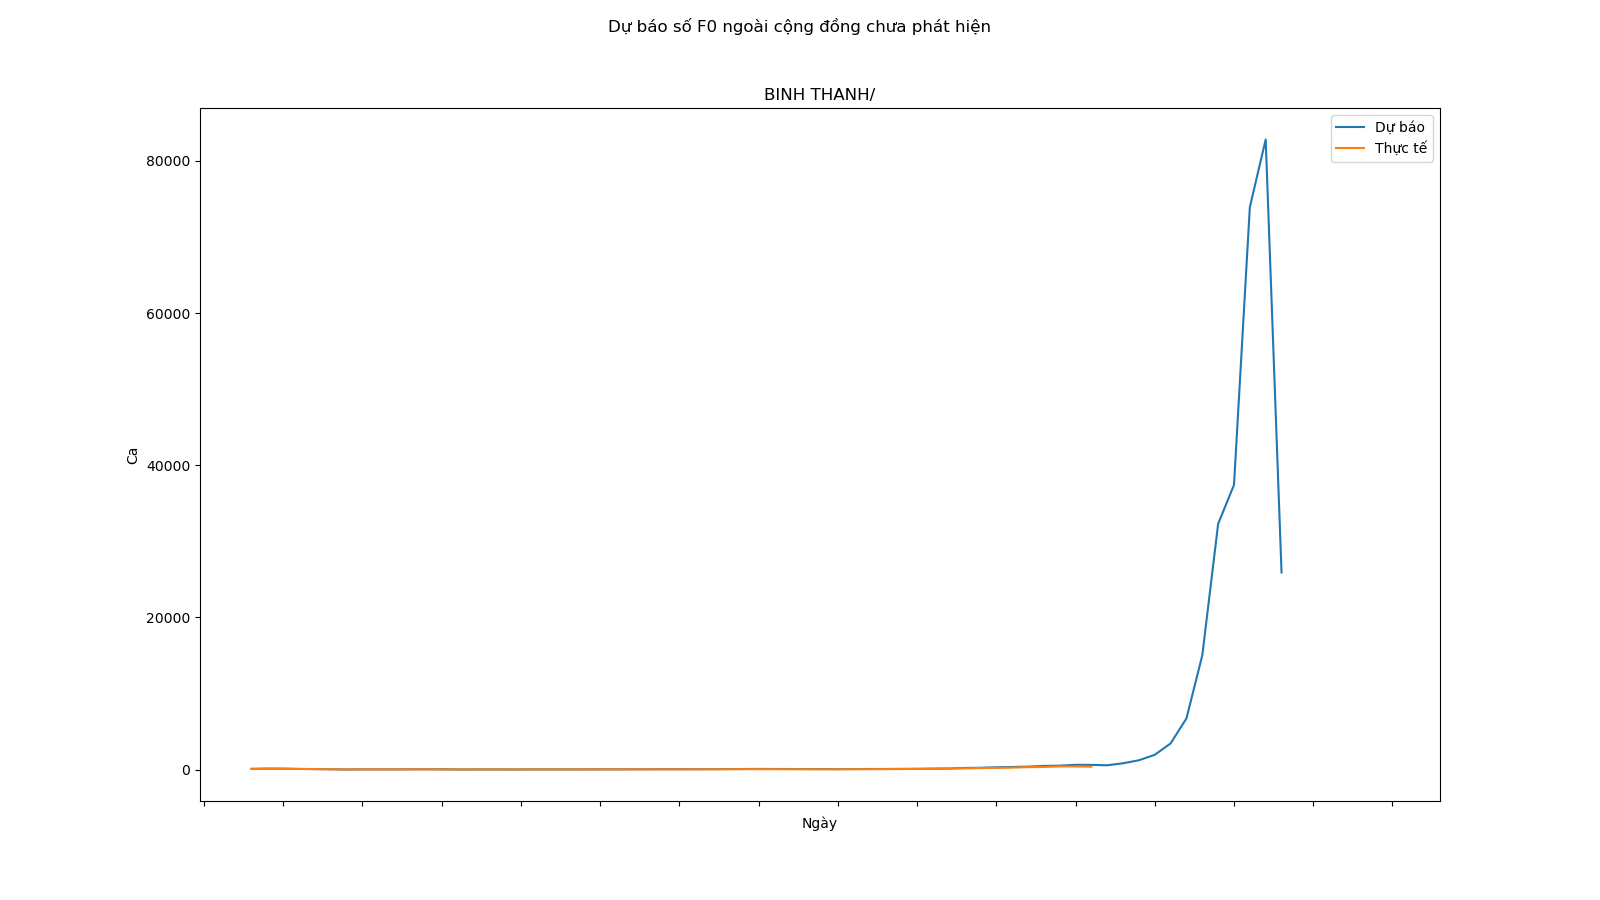 Dự báo số F0 ngoài cộng đồng chưa phát hiện
BINH THANH/
Dự báo
Thực tế
80000
60000
40000
20000
0
Ca
Ngày